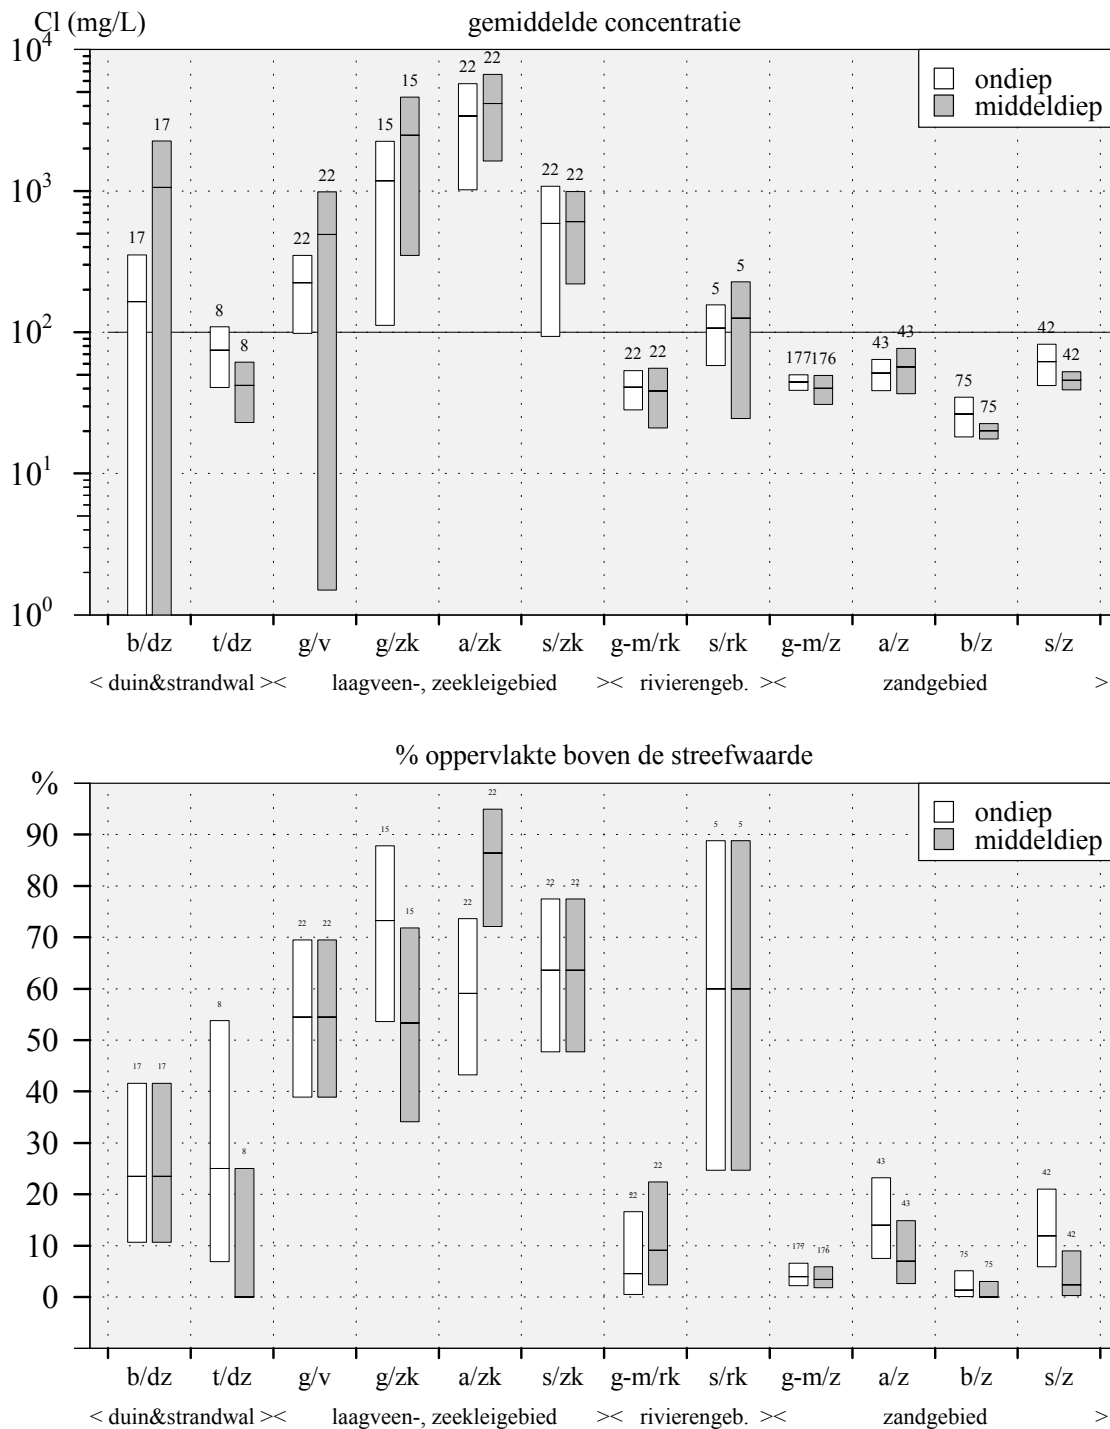 Cl (mg/L)
gemiddelde concentratie
ondiep
middeldiep
10^4
10^3
10^2
10^1
10^0
17 17 8 8 22 22 15 15 22 22 22 22 22 22 5 5 177 176 43 43 75 75 42 42
b/dz t/dz g/v g/zk a/zk s/zk g-m/rk s/rk g-m/z a/z b/z s/z
< duin&strandwal >< laagveen-, zeekleigebied >< rivierengeb. >< zandgebied >
% oppervlakte boven de streefwaarde
%
ondiep
middeldiep
90
80
70
60
50
40
30
20
10
0
17 17 8 8 22 22 15 15 22 22 22 22 22 22 5 5 177 176 43 43 75 75 42 42
b/dz t/dz g/v g/zk a/zk s/zk g-m/rk s/rk g-m/z a/z b/z s/z
< duin&strandwal >< laagveen-, zeekleigebied >< rivierengeb. >< zandgebied >